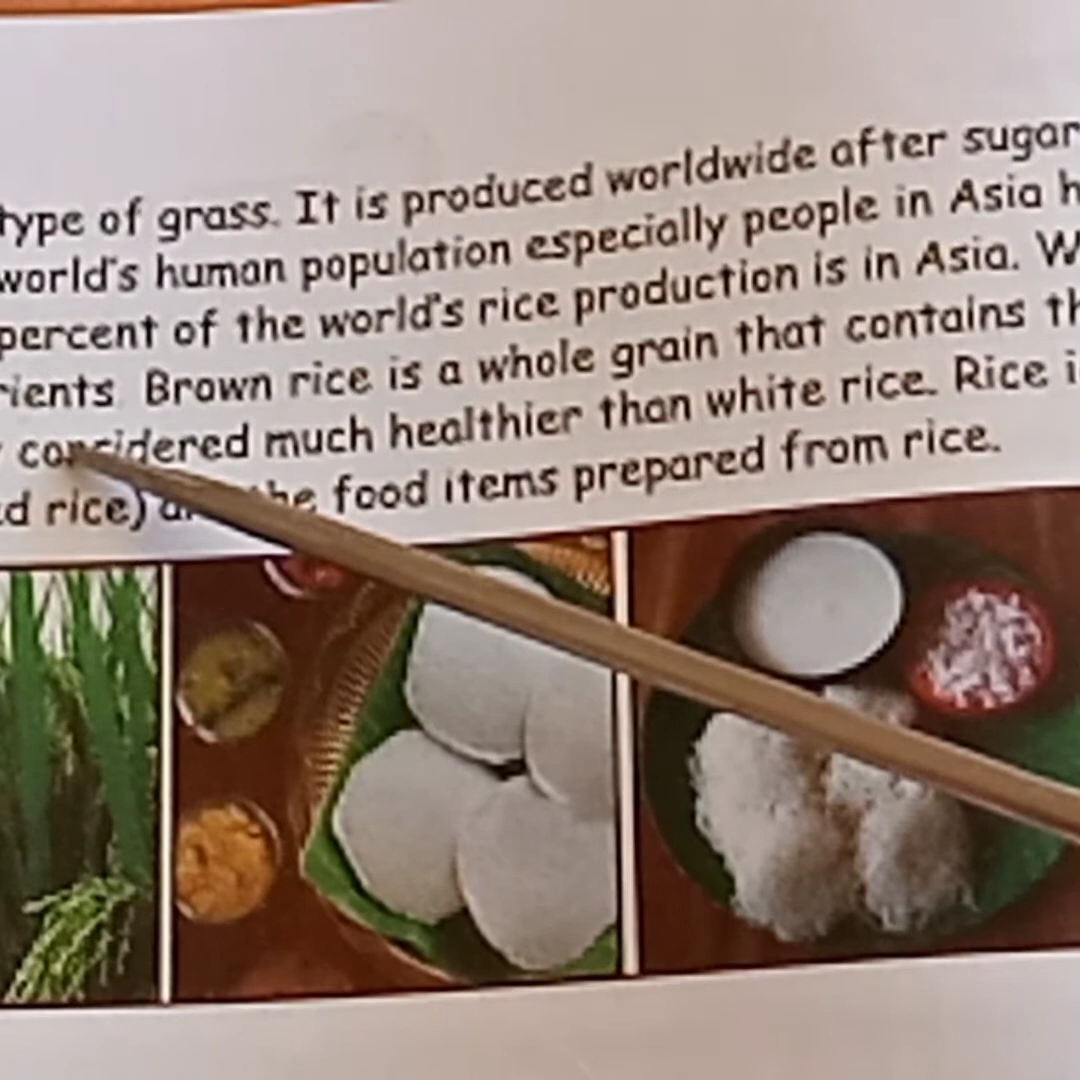 type of grass. It is produced worldwide after sugar
world's human population especially people in Asia h
percent of the world's rice production is in Asia. W
rients. Brown rice is a whole grain that contains th
considered much healthier than white rice. Rice i
d rice) the food items prepared from rice.